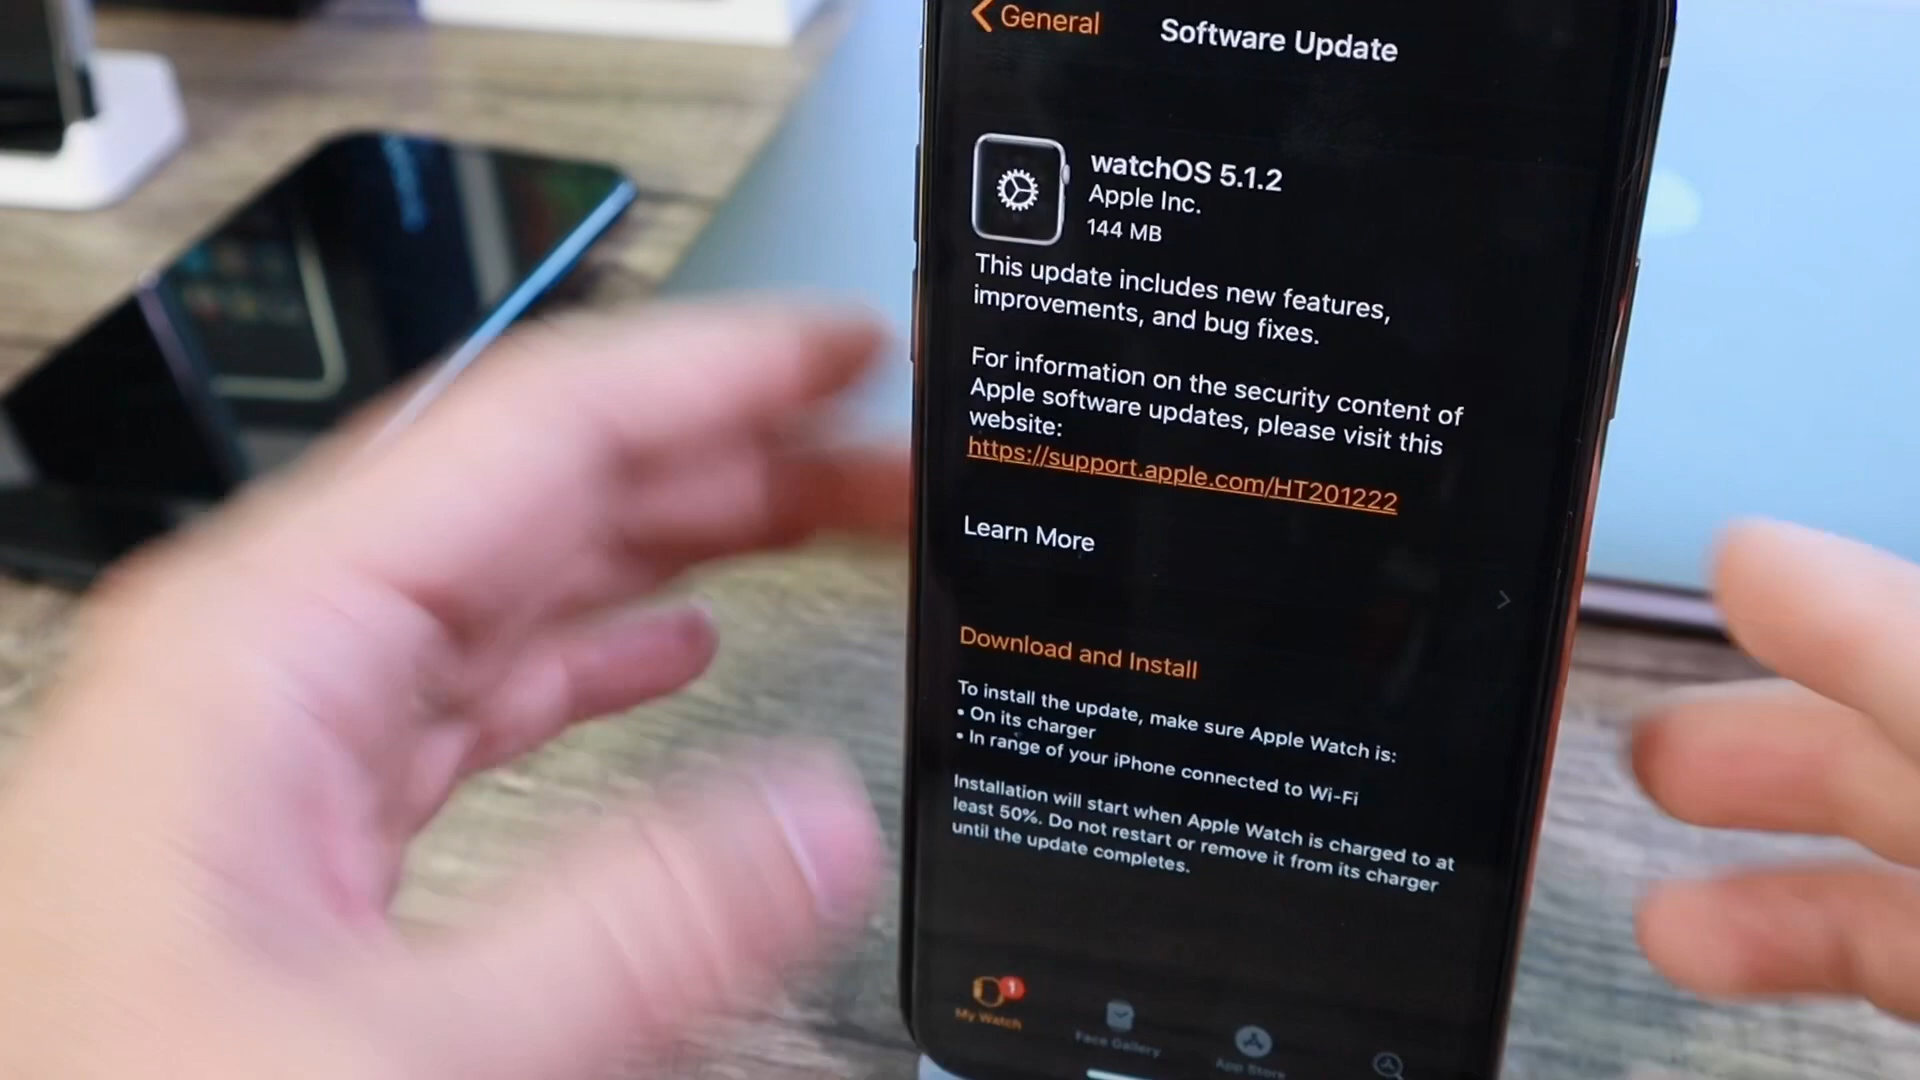 General
Software Update
watchOS 5.1.2
Apple Inc.
144 MB
This update includes new features,
improvements, and bug fixes.
For information on the security content of
Apple software updates, please visit this
website:
https://support.apple.com/HT201222
Learn More
Download and Install
To install the update, make sure Apple Watch is:
• On its charger
• In range of your iPhone connected to Wi-Fi
Installation will start when Apple Watch is charged to at
least 50%. Do not restart or remove it from its charger
until the update completes.
1
My Watch
Face Gallery
App Store